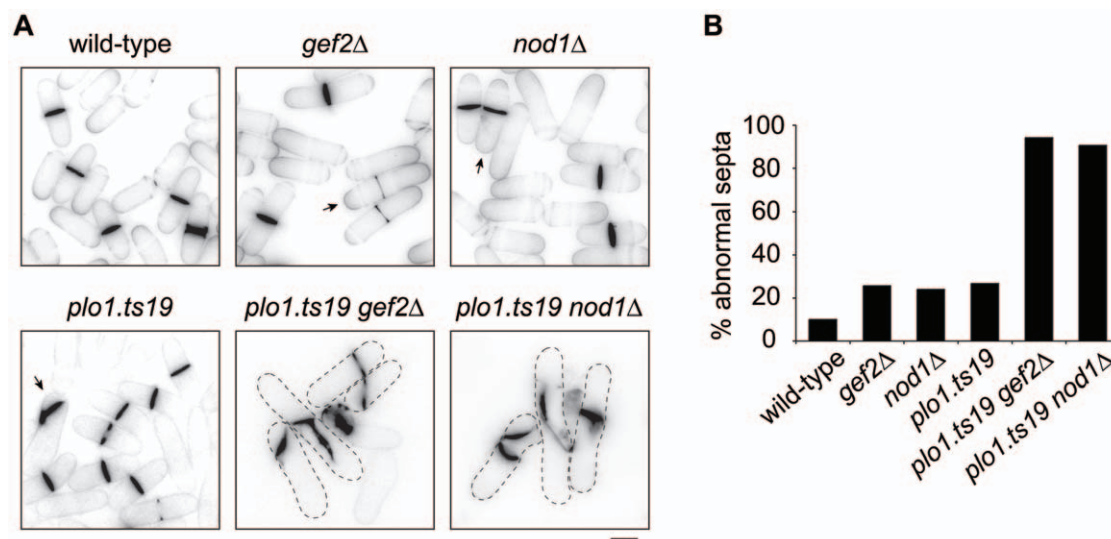 A
wild-type
gef2Δ
nod1Δ
plo1.ts19
plo1.ts19 gef2Δ
plo1.ts19 nod1Δ
B
% abnormal septa
100
80
60
40
20
0
wild-type
gef2Δ
nod1Δ
plo1.ts19
plo1.ts19 gef2Δ
plo1.ts19 nod1Δ